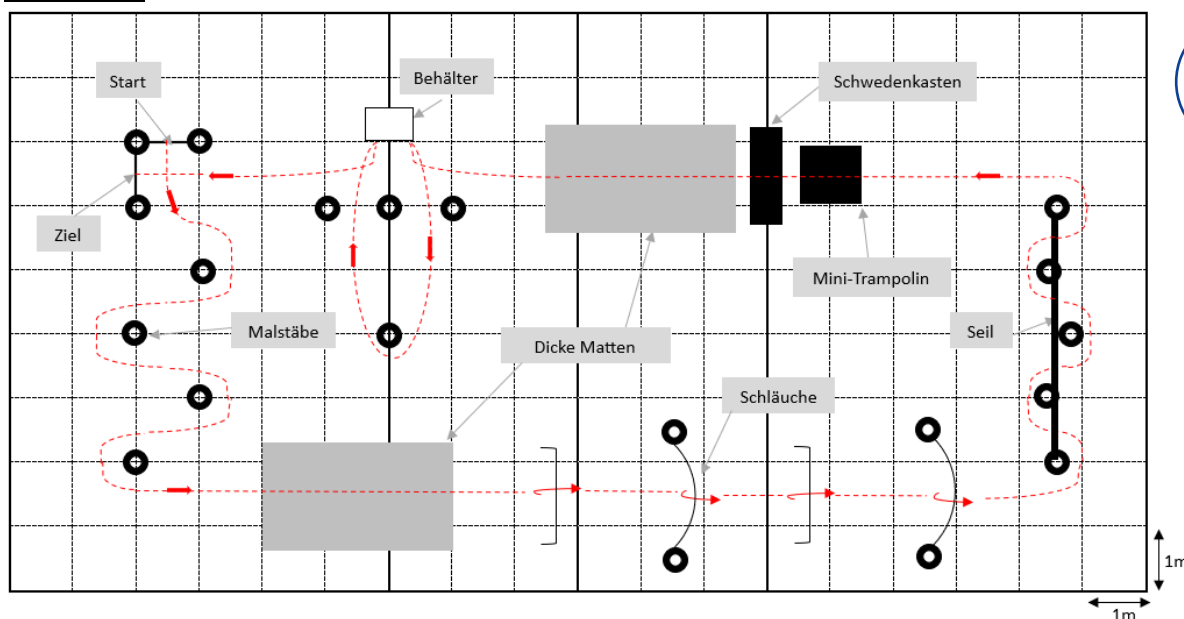 Start
Behälter
Schwedenkasten
Ziel
Mini-Trampolin
Malstäbe
Dicke Matten
Seil
Schläuche
1m
1m